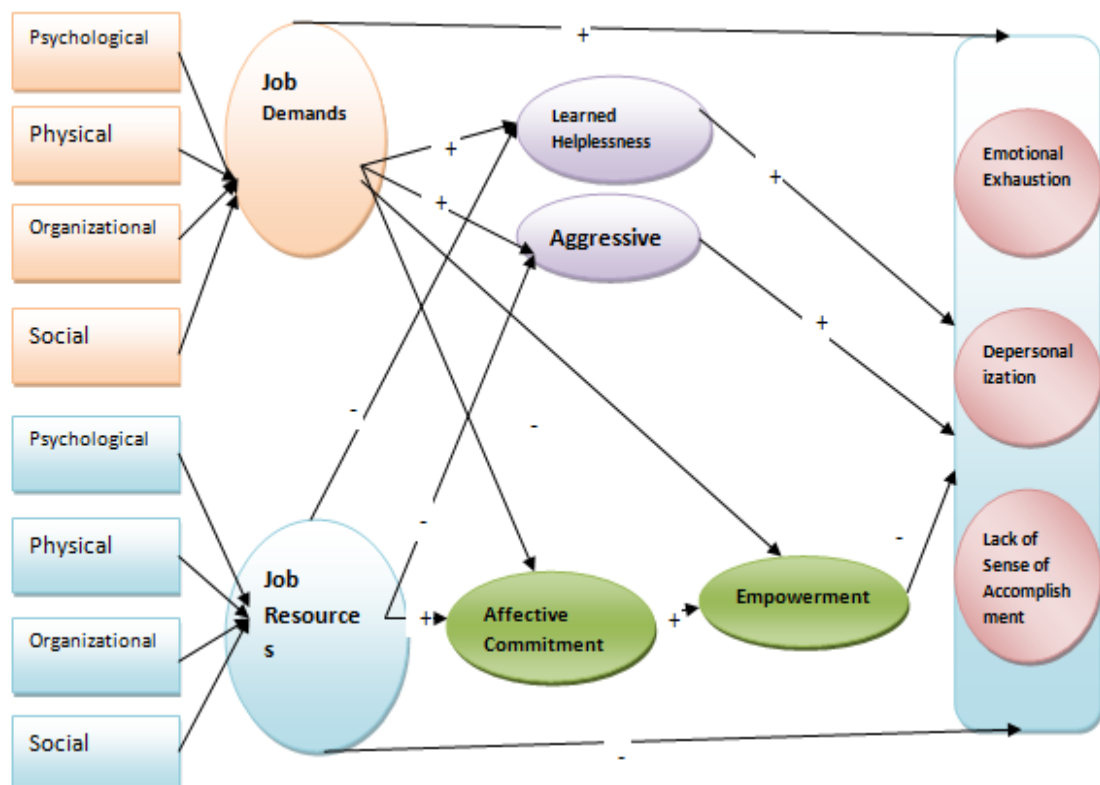 Psychological
Physical
Organizational
Social
Psychological
Physical
Organizational
Social
Job
Demands
Job
Resource
s
Learned
Helplessness
Aggressive
Affective
Commitment
Empowerment
Emotional
Exhaustion
Depersonal
ization
Lack of
Sense of
Accomplish
ment
+
+
+
+
+
-
-
-
+
+
-
-